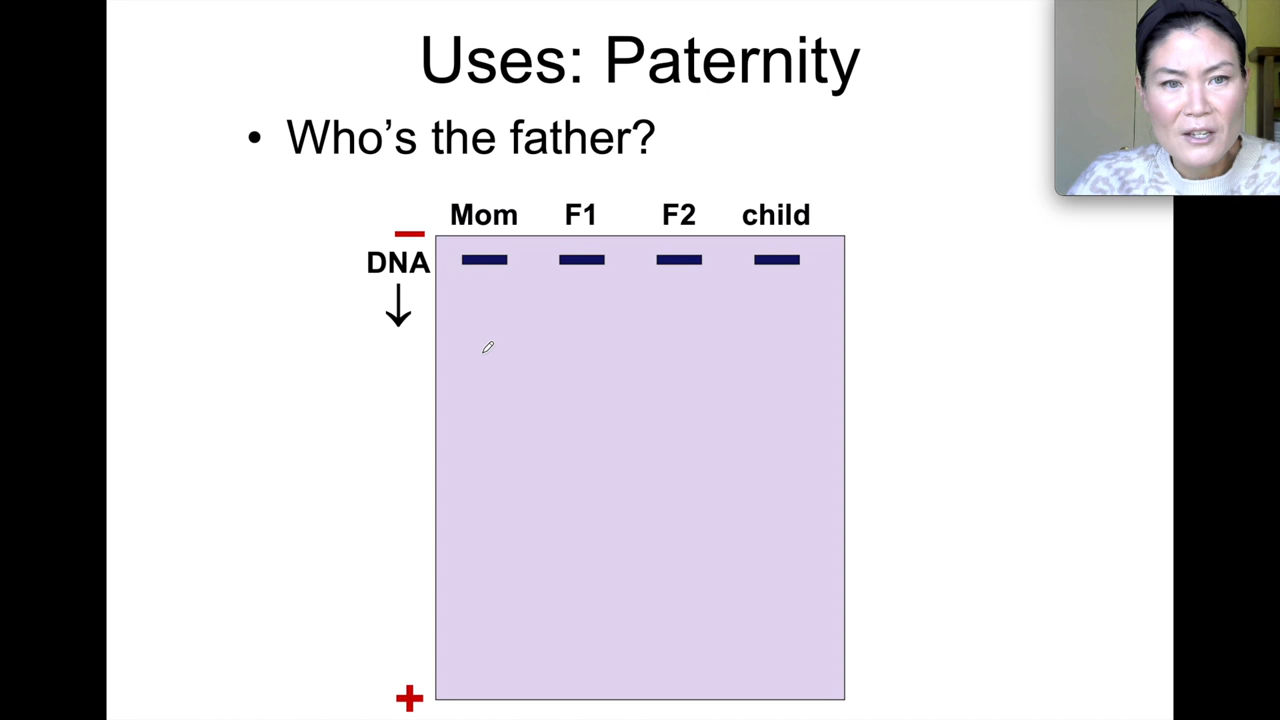 Uses: Paternity
• Who’s the father?
Mom F1 F2 child
–
DNA
↓
+